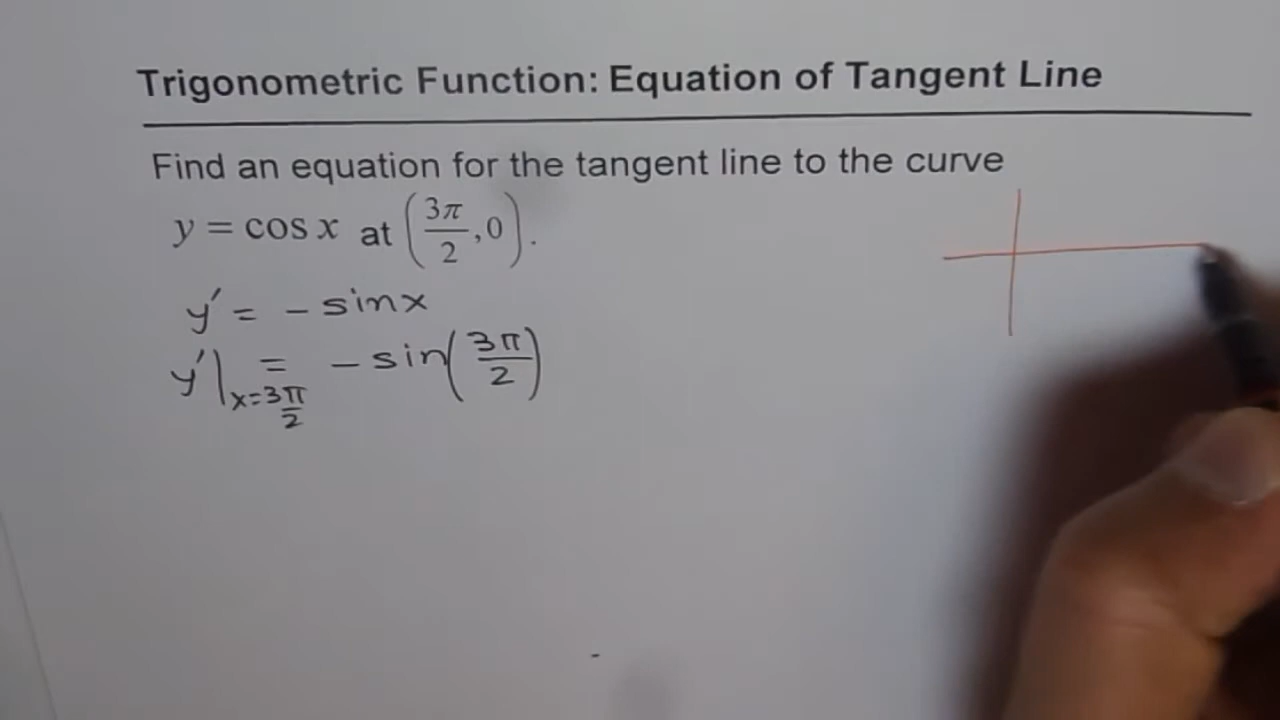 Trigonometric Function: Equation of Tangent Line
Find an equation for the tangent line to the curve
y = cos x at (3π/2, 0).
y' = - sinx
y'|x=3π/2 = - sin(3π/2)